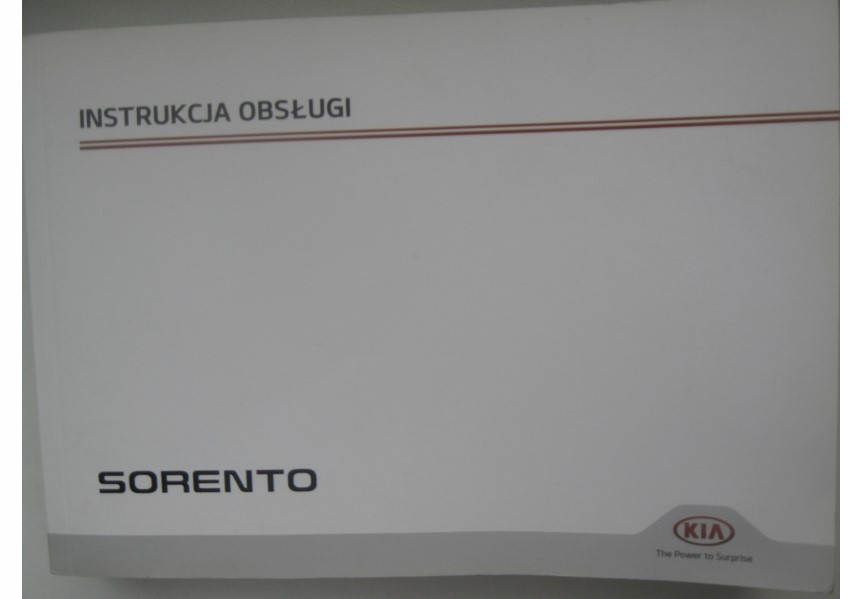 INSTRUKCJA OBSŁUGI
SORENTO
KIA
The Power to Surprise